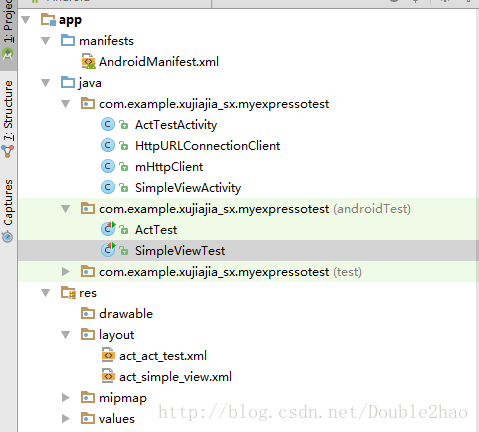 1: Project
7: Structure
Captures
app
manifests
AndroidManifest.xml
java
com.example.xujiajia_sx.myexpressotest
ActTestActivity
HttpURLConnectionClient
mHttpClient
SimpleViewActivity
com.example.xujiajia_sx.myexpressotest (androidTest)
ActTest
SimpleViewTest
com.example.xujiajia_sx.myexpressotest (test)
res
drawable
layout
act_act_test.xml
act_simple_view.xml
mipmap
values
http://blog.csdn.net/Double2hao